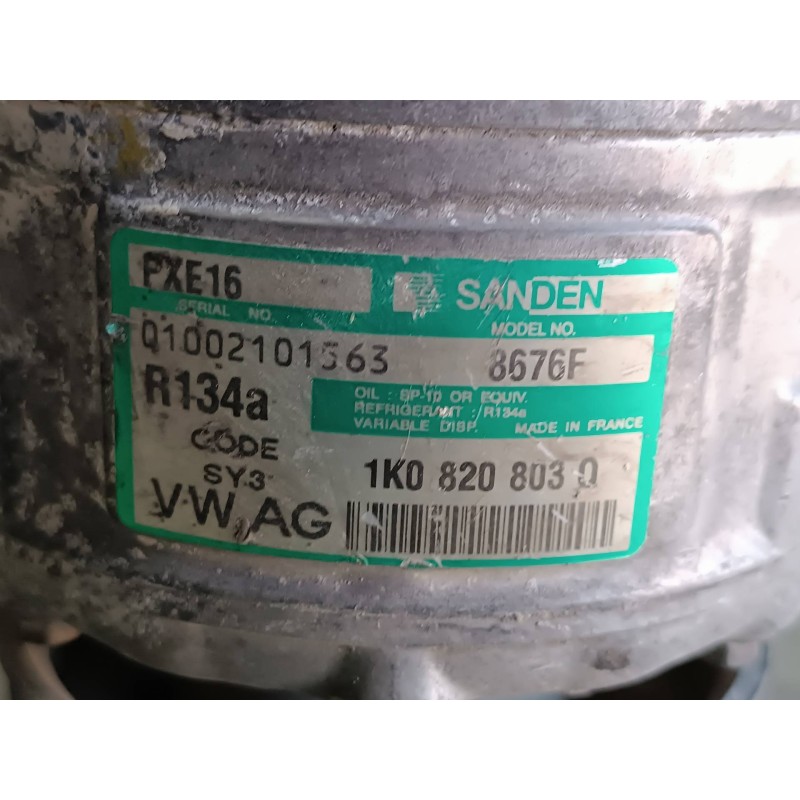 PXE16
SANDEN
SERIAL NO.
MODEL NO.
Q1002101563
8676F
R134a
OIL : SP-10 OR EQUIV.
REFRIGERANT : R134a
VARIABLE DISP. MADE IN FRANCE
CODE
SY3
1K0 820 803 Q
VW AG